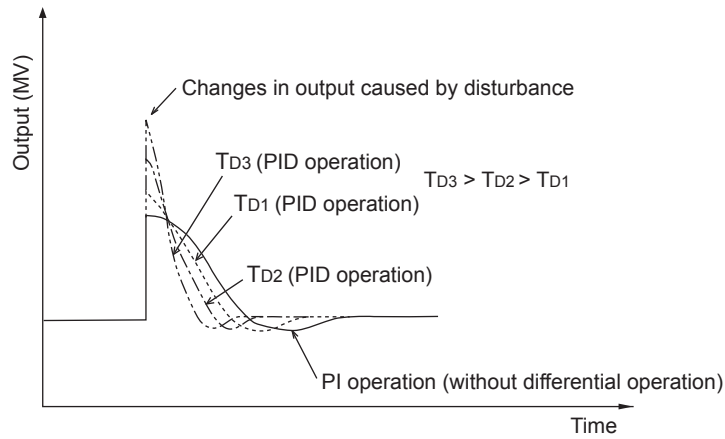 Output (MV)
Changes in output caused by disturbance
TD3 (PID operation)
TD3 > TD2 > TD1
TD1 (PID operation)
TD2 (PID operation)
PI operation (without differential operation)
Time